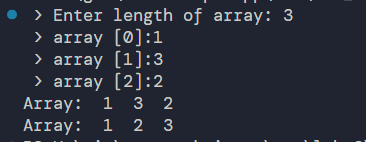 > Enter length of array: 3
> array [0]:1
> array [1]:3
> array [2]:2
Array:  1  3  2
Array:  1  2  3